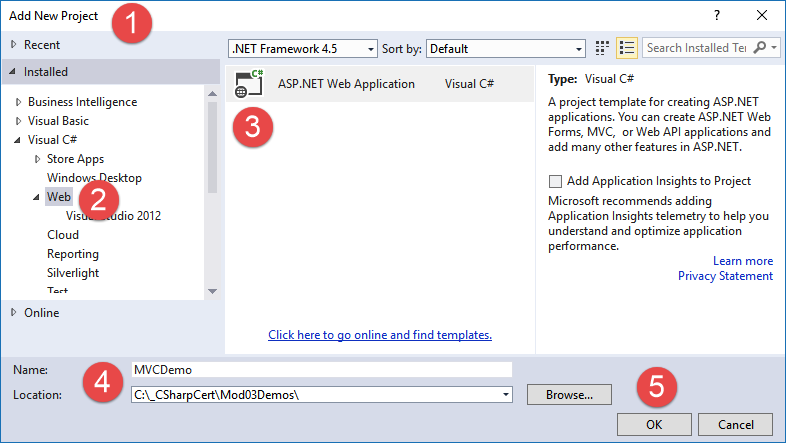 Add New Project
1
? 
Recent
.NET Framework 4.5 Sort by: Default Search Installed Te
Installed
Business Intelligence
Visual Basic
Visual C#
Store Apps
Windows Desktop
Web
2
Visual Studio 2012
Cloud
Reporting
Silverlight
Test
Online
C#
ASP.NET Web Application Visual C#
3
Click here to go online and find templates.
Type: Visual C#
A project template for creating ASP.NET
applications. You can create ASP.NET Web
Forms, MVC, or Web API applications and
add many other features in ASP.NET.
Add Application Insights to Project
Microsoft recommends adding
Application Insights telemetry to help you
understand and optimize application
performance.
Learn more
Privacy Statement
Name: MVCDemo
4
Location: C:\_CSharpCert\Mod03Demos\ Browse...
5
OK Cancel